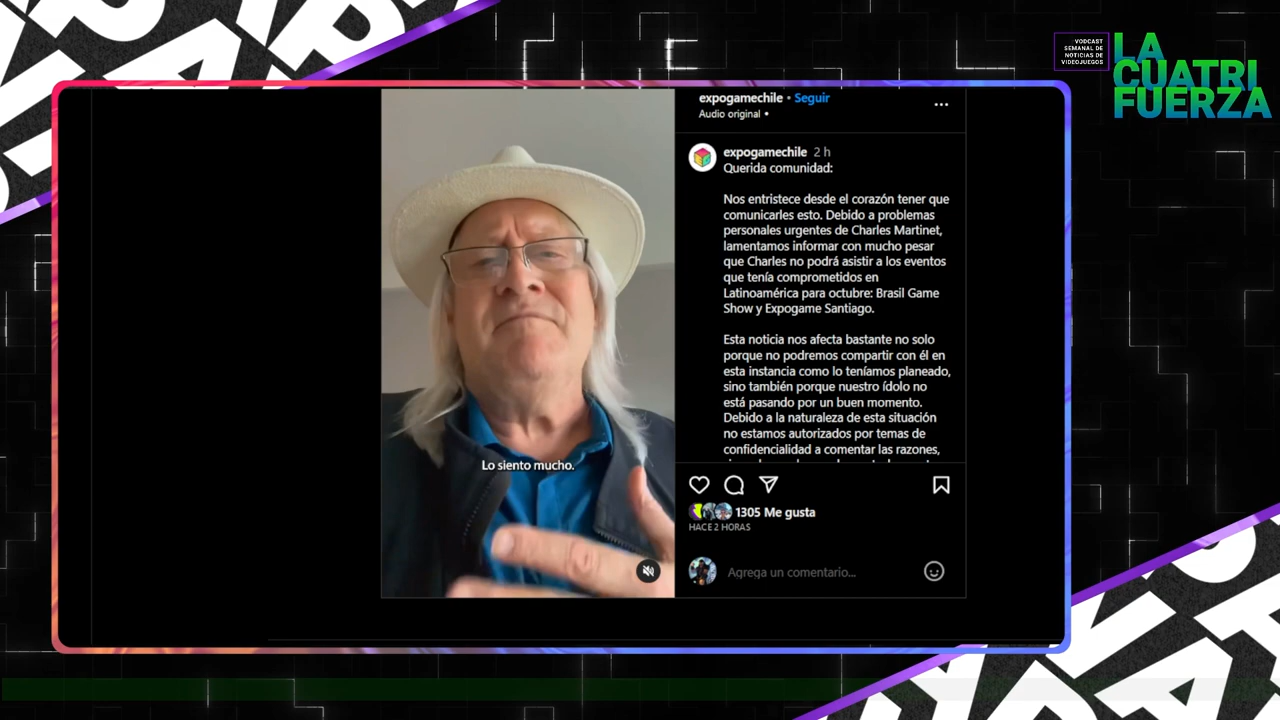 VODCAST
SEMANAL DE
NOTICIAS DE
VIDEOJUEGOS
LA
CUATRI
FUERZA
expogamechile • Seguir
Audio original •
expogamechile 2 h
Querida comunidad:
Nos entristece desde el corazón tener que
comunicarles esto. Debido a problemas
personales urgentes de Charles Martinet,
lamentamos informar con mucho pesar
que Charles no podrá asistir a los eventos
que tenía comprometidos en
Latinoamérica para octubre: Brasil Game
Show y Expogame Santiago.
Esta noticia nos afecta bastante no solo
porque no podremos compartir con él en
esta instancia como lo teníamos planeado,
sino también porque nuestro ídolo no
está pasando por un buen momento.
Debido a la naturaleza de esta situación
no estamos autorizados por temas de
confidencialidad a comentar las razones,
Lo siento mucho.
1305 Me gusta
HACE 2 HORAS
Agrega un comentario...